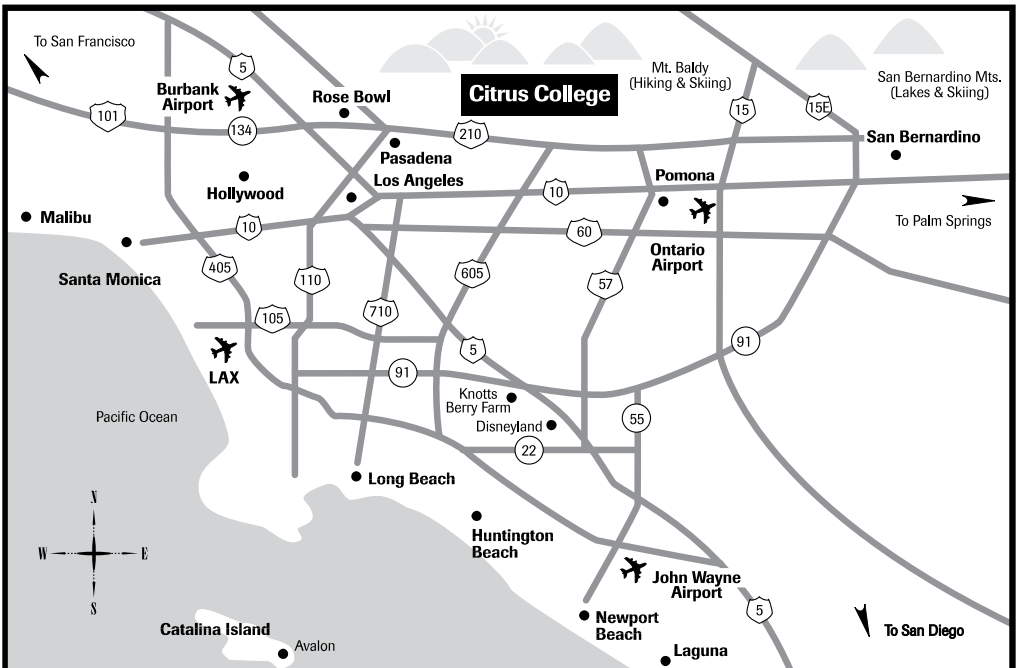 To San Francisco
5
Burbank
Airport
Rose Bowl
Citrus College
Mt. Baldy
(Hiking & Skiing)
San Bernardino Mts.
(Lakes & Skiing)
101
134
210
15
15E
San Bernardino
Pasadena
Hollywood
Los Angeles
10
Pomona
Malibu
10
60
To Palm Springs
Santa Monica
405
110
605
57
Ontario
Airport
105
710
5
91
LAX
91
Knotts
Berry Farm
Pacific Ocean
Disneyland
55
22
Long Beach
N
W
E
S
Huntington
Beach
John Wayne
Airport
5
Newport
Beach
To San Diego
Catalina Island
Avalon
Laguna